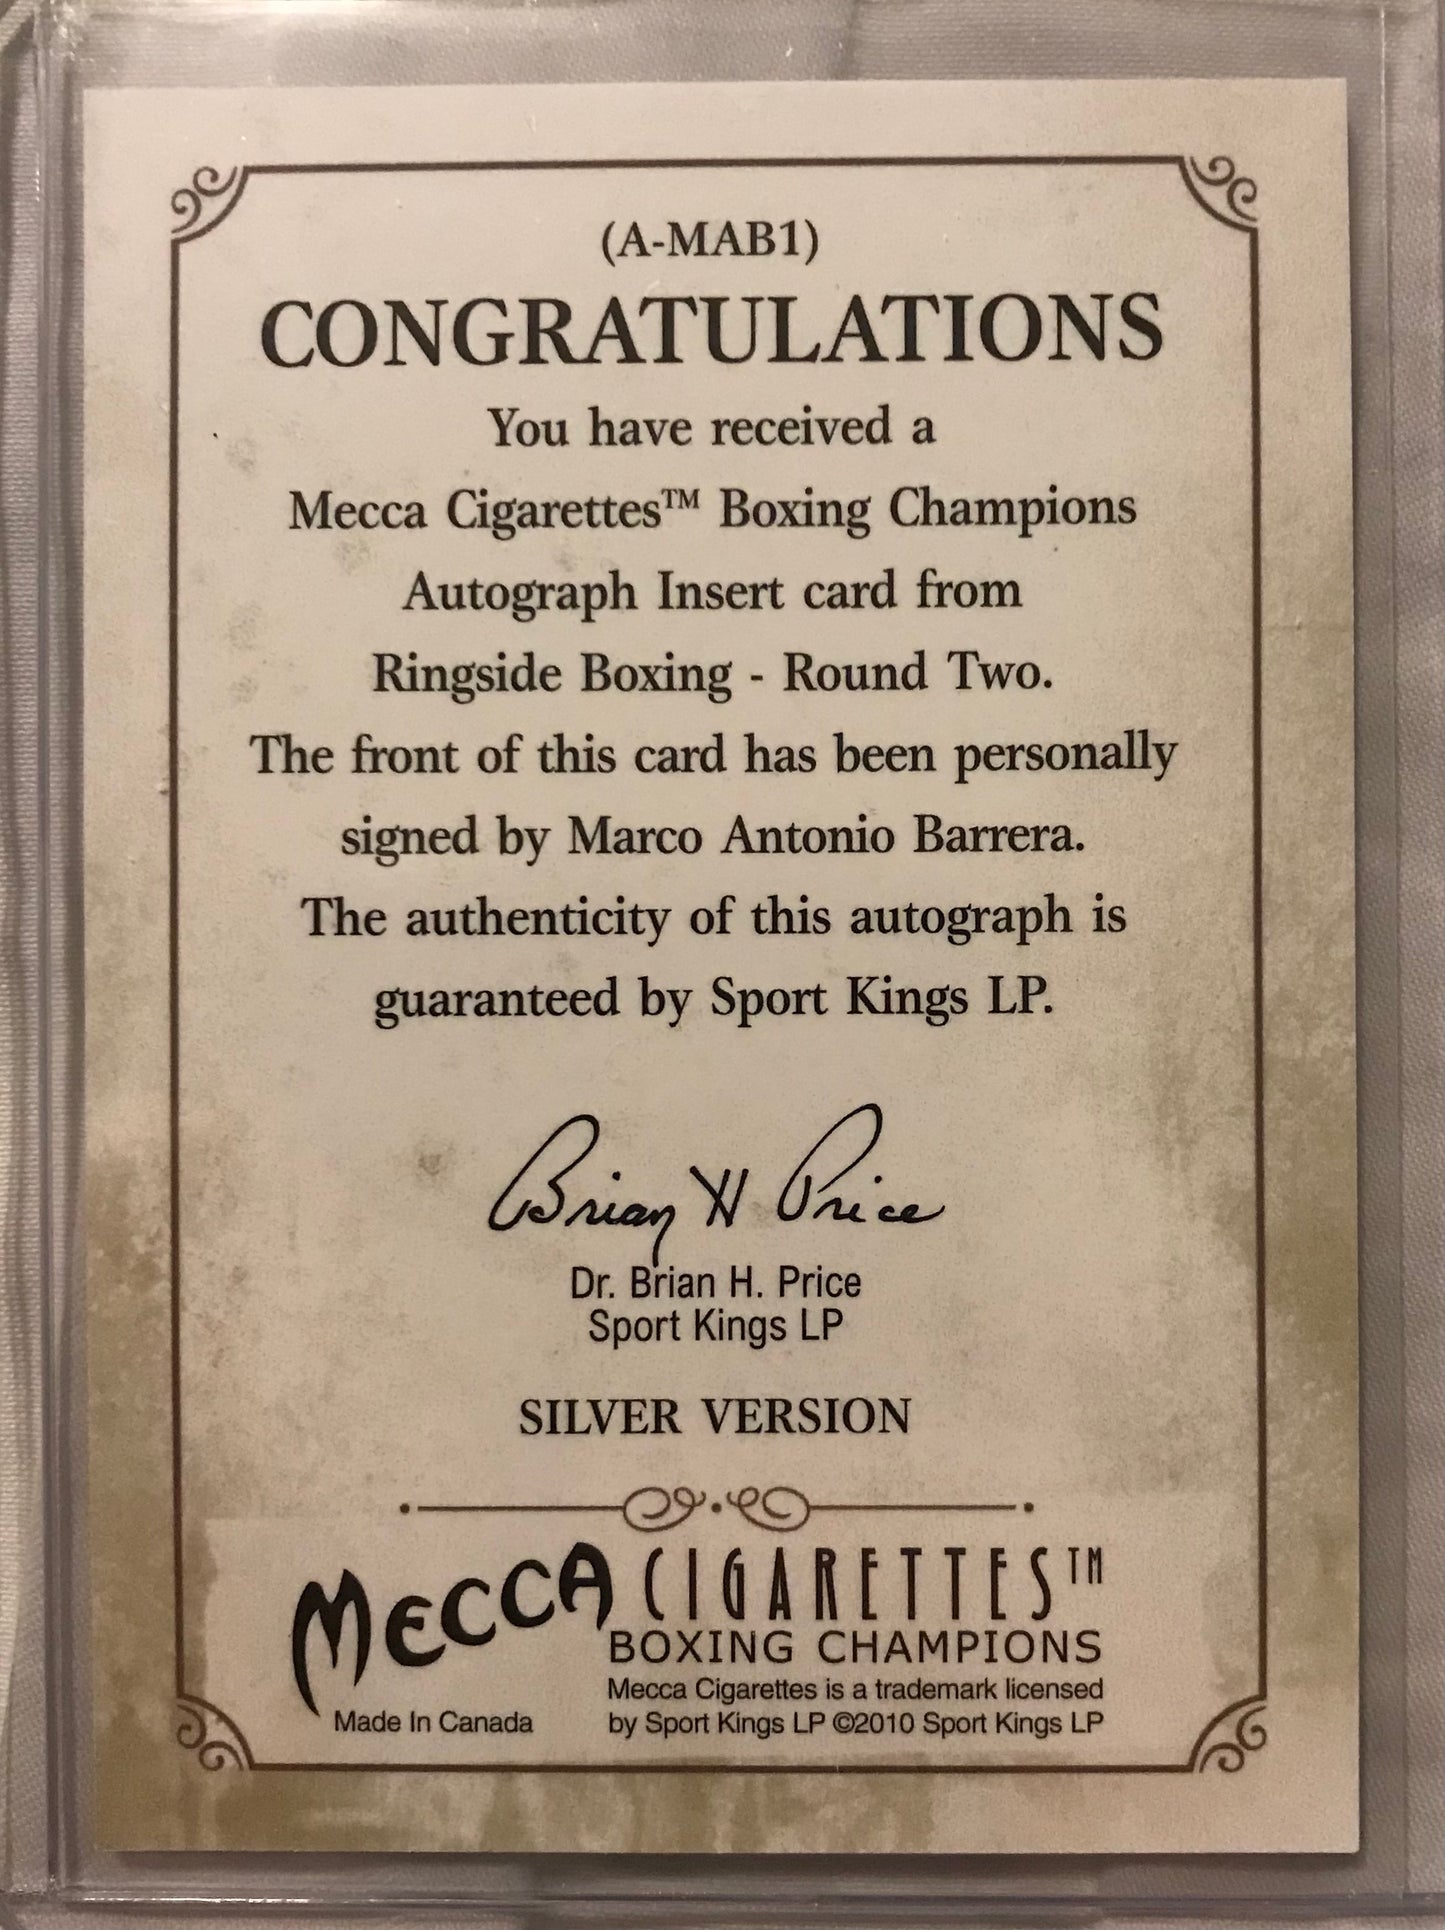 (A-MAB1)
CONGRATULATIONS
You have received a
Mecca Cigarettes™ Boxing Champions
Autograph Insert card from
Ringside Boxing - Round Two.
The front of this card has been personally
signed by Marco Antonio Barrera.
The authenticity of this autograph is
guaranteed by Sport Kings LP.
Brian H Price
Dr. Brian H. Price
Sport Kings LP
SILVER VERSION
MECCA CIGARETTES™
BOXING CHAMPIONS
Mecca Cigarettes is a trademark licensed
by Sport Kings LP ©2010 Sport Kings LP
Made In Canada